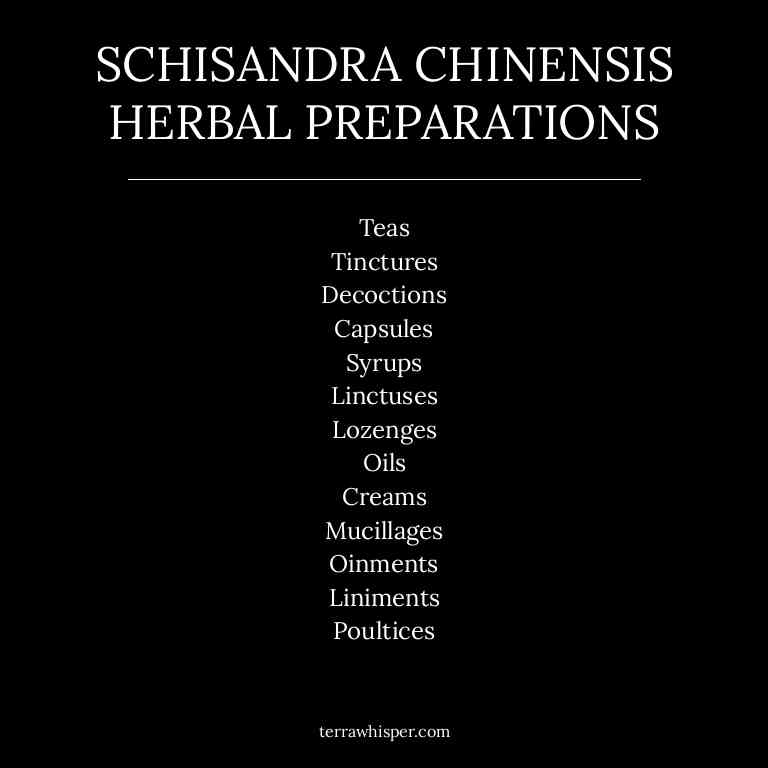 SCHISANDRA CHINENSIS
HERBAL PREPARATIONS
Teas
Tinctures
Decoctions
Capsules
Syrups
Linctuses
Lozenges
Oils
Creams
Mucillages
Oinments
Liniments
Poultices
terrawhisper.com